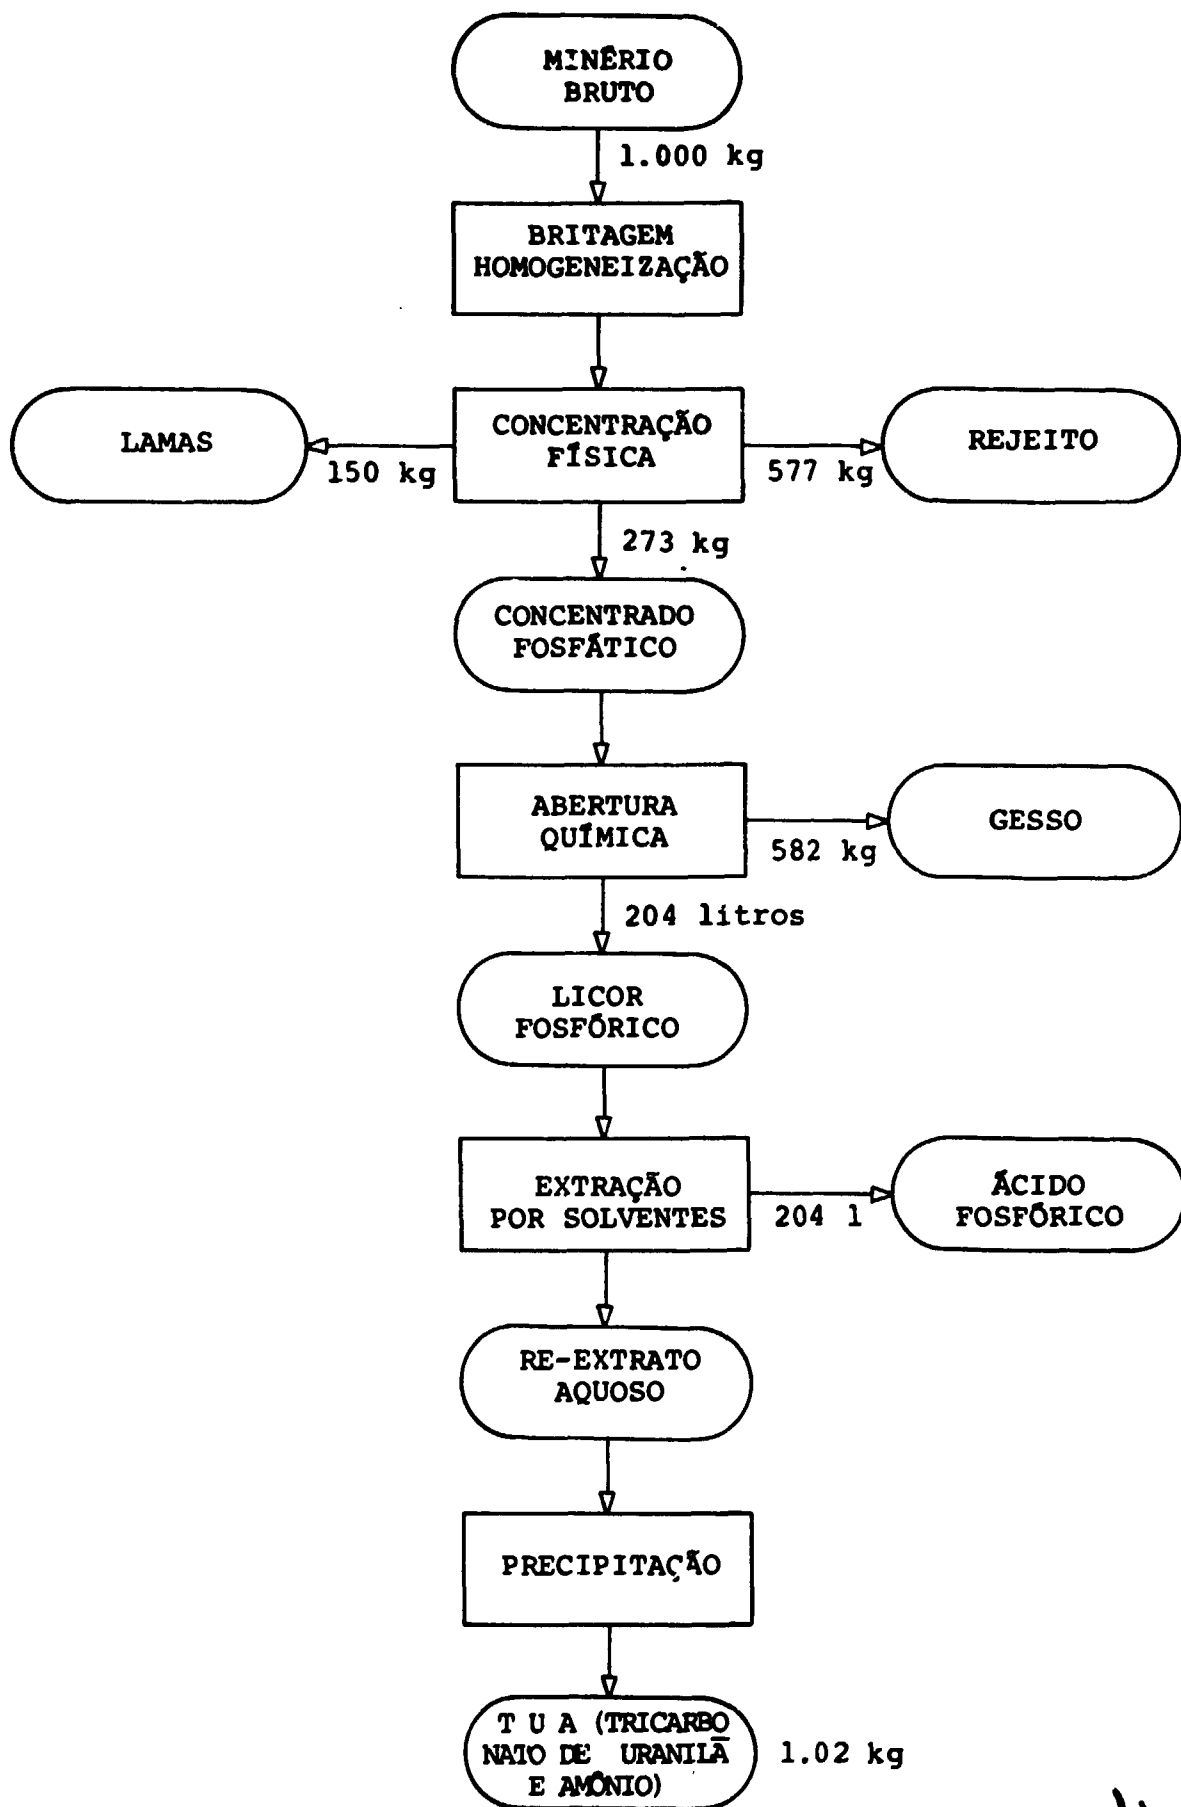 MINÉRIO
BRUTO
1.000 kg
BRITAGEM
HOMOGENEIZAÇÃO
LAMAS
150 kg
CONCENTRAÇÃO
FÍSICA
577 kg
REJEITO
273 kg
CONCENTRADO
FOSFÁTICO
ABERTURA
QUÍMICA
582 kg
GESSO
204 litros
LICOR
FOSFÓRICO
EXTRAÇÃO
POR SOLVENTES
204 l
ÁCIDO
FOSFÓRICO
RE-EXTRATO
AQUOSO
PRECIPITAÇÃO
T U A (TRICARBO
NATO DE URANILA
E AMÔNIO)
1.02 kg